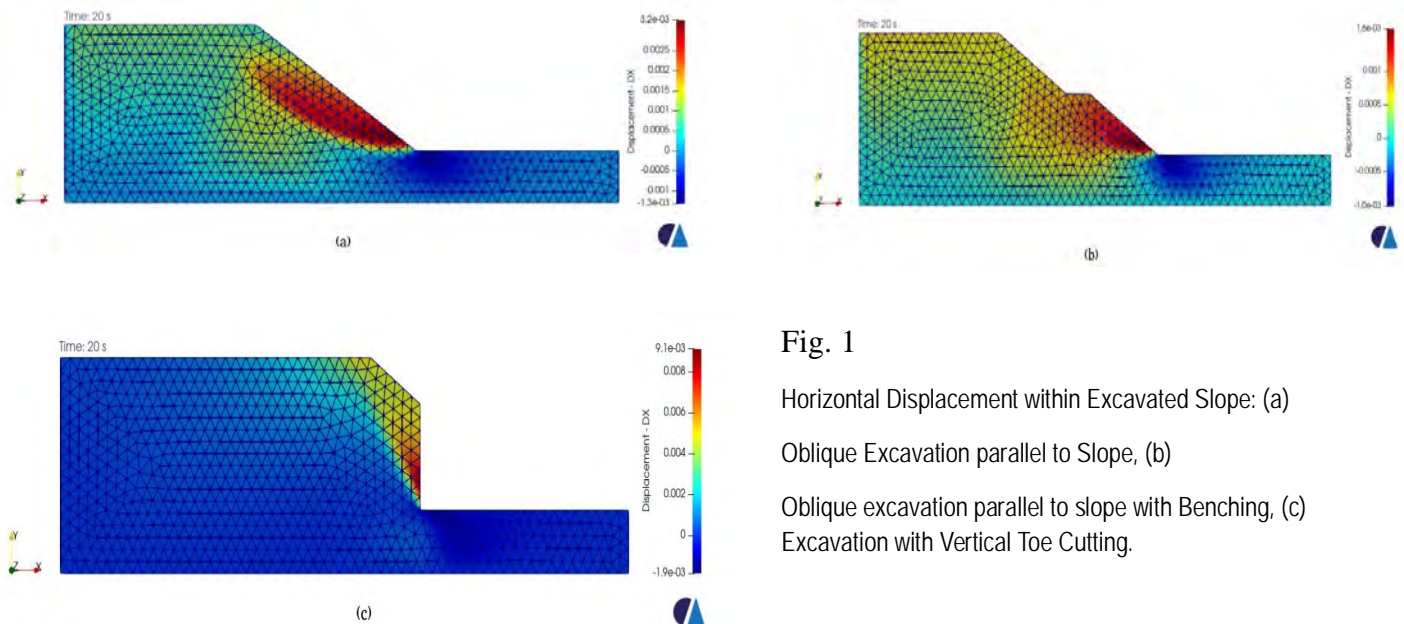 Time: 20 s
3.2e-03
0.0025
0.002
0.0015
0.001
0.0005
0
-0.0005
-0.001
-1.3e-03
Displacement - DX
Y
Z X
(a)
Time: 20 s
1.6e-03
0.001
0.0005
0
-0.0005
-1.0e-03
Displacement - DX
Y
Z X
(b)
Time: 20 s
9.1e-03
0.008
0.006
0.004
0.002
0
-1.9e-03
Displacement - DX
Y
Z X
(c)
Fig. 1
Horizontal Displacement within Excavated Slope: (a)
Oblique Excavation parallel to Slope, (b)
Oblique excavation parallel to slope with Benching, (c)
Excavation with Vertical Toe Cutting.